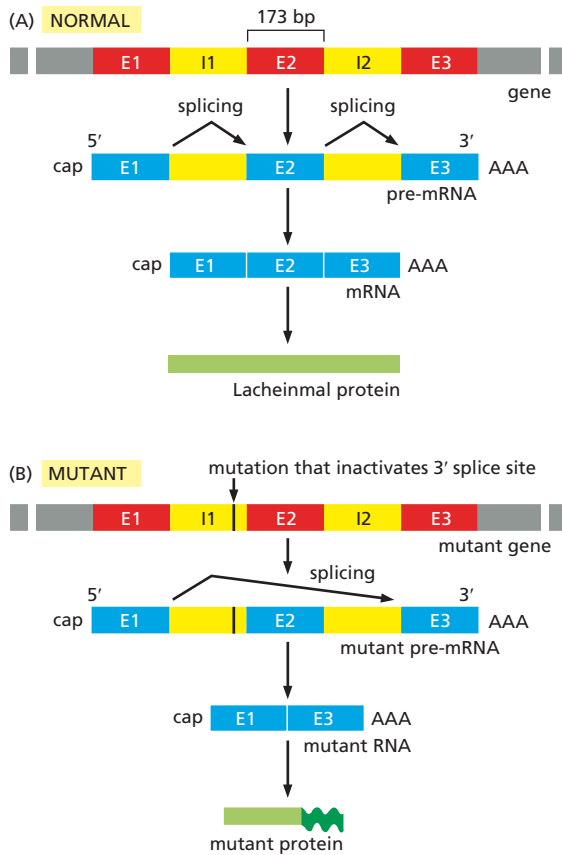 (A) NORMAL
173 bp
E1 I1 E2 I2 E3
gene
splicing splicing
5′ 3′
cap E1 E2 E3 AAA
pre-mRNA
cap E1 E2 E3 AAA
mRNA
Lacheinmal protein
(B) MUTANT
mutation that inactivates 3′ splice site
E1 I1 E2 I2 E3
mutant gene
splicing
5′ 3′
cap E1 E2 E3 AAA
mutant pre-mRNA
cap E1 E3 AAA
mutant RNA
mutant protein